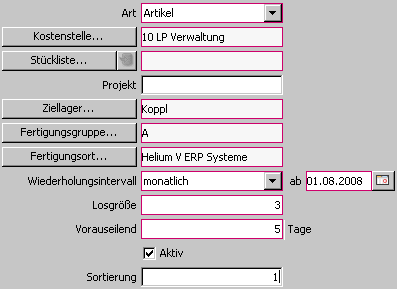 Art Artikel
Kostenstelle... 10 LP Verwaltung
Stückliste...
Projekt
Ziellager... Koppl
Fertigungsgruppe... A
Fertigungsort... Helium V ERP Systeme
Wiederholungsintervall monatlich ab 01.08.2008
Losgröße 3
Vorauseilend 5 Tage
Aktiv
Sortierung 1